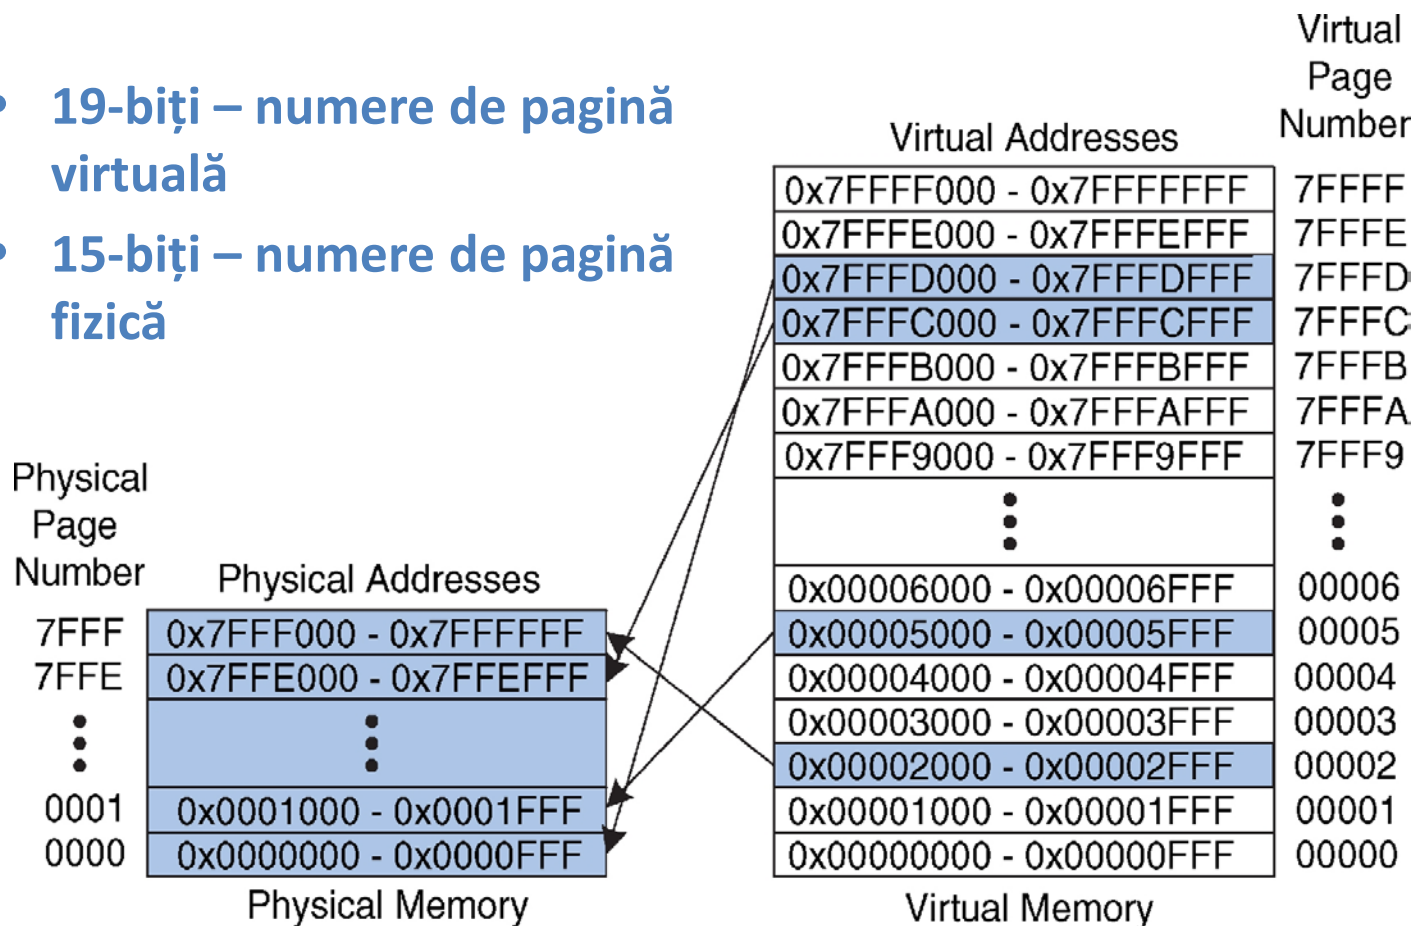 • 19-biți – numere de pagină
virtuală
• 15-biți – numere de pagină
fizică
Physical
Page
Number
Physical Addresses
7FFF 0x7FFF000 - 0x7FFFFFF
7FFE 0x7FFE000 - 0x7FFEFFF
0001 0x0001000 - 0x0001FFF
0000 0x0000000 - 0x0000FFF
Physical Memory
Virtual
Page
Number
Virtual Addresses
0x7FFFF000 - 0x7FFFFFFF 7FFFF
0x7FFFE000 - 0x7FFFEFFF 7FFFE
0x7FFFD000 - 0x7FFFDFFF 7FFFD
0x7FFFC000 - 0x7FFFCFFF 7FFFC
0x7FFFB000 - 0x7FFFBFFF 7FFFB
0x7FFFA000 - 0x7FFFAFFF 7FFFA
0x7FFF9000 - 0x7FFF9FFF 7FFF9
0x00006000 - 0x00006FFF 00006
0x00005000 - 0x00005FFF 00005
0x00004000 - 0x00004FFF 00004
0x00003000 - 0x00003FFF 00003
0x00002000 - 0x00002FFF 00002
0x00001000 - 0x00001FFF 00001
0x00000000 - 0x00000FFF 00000
Virtual Memory